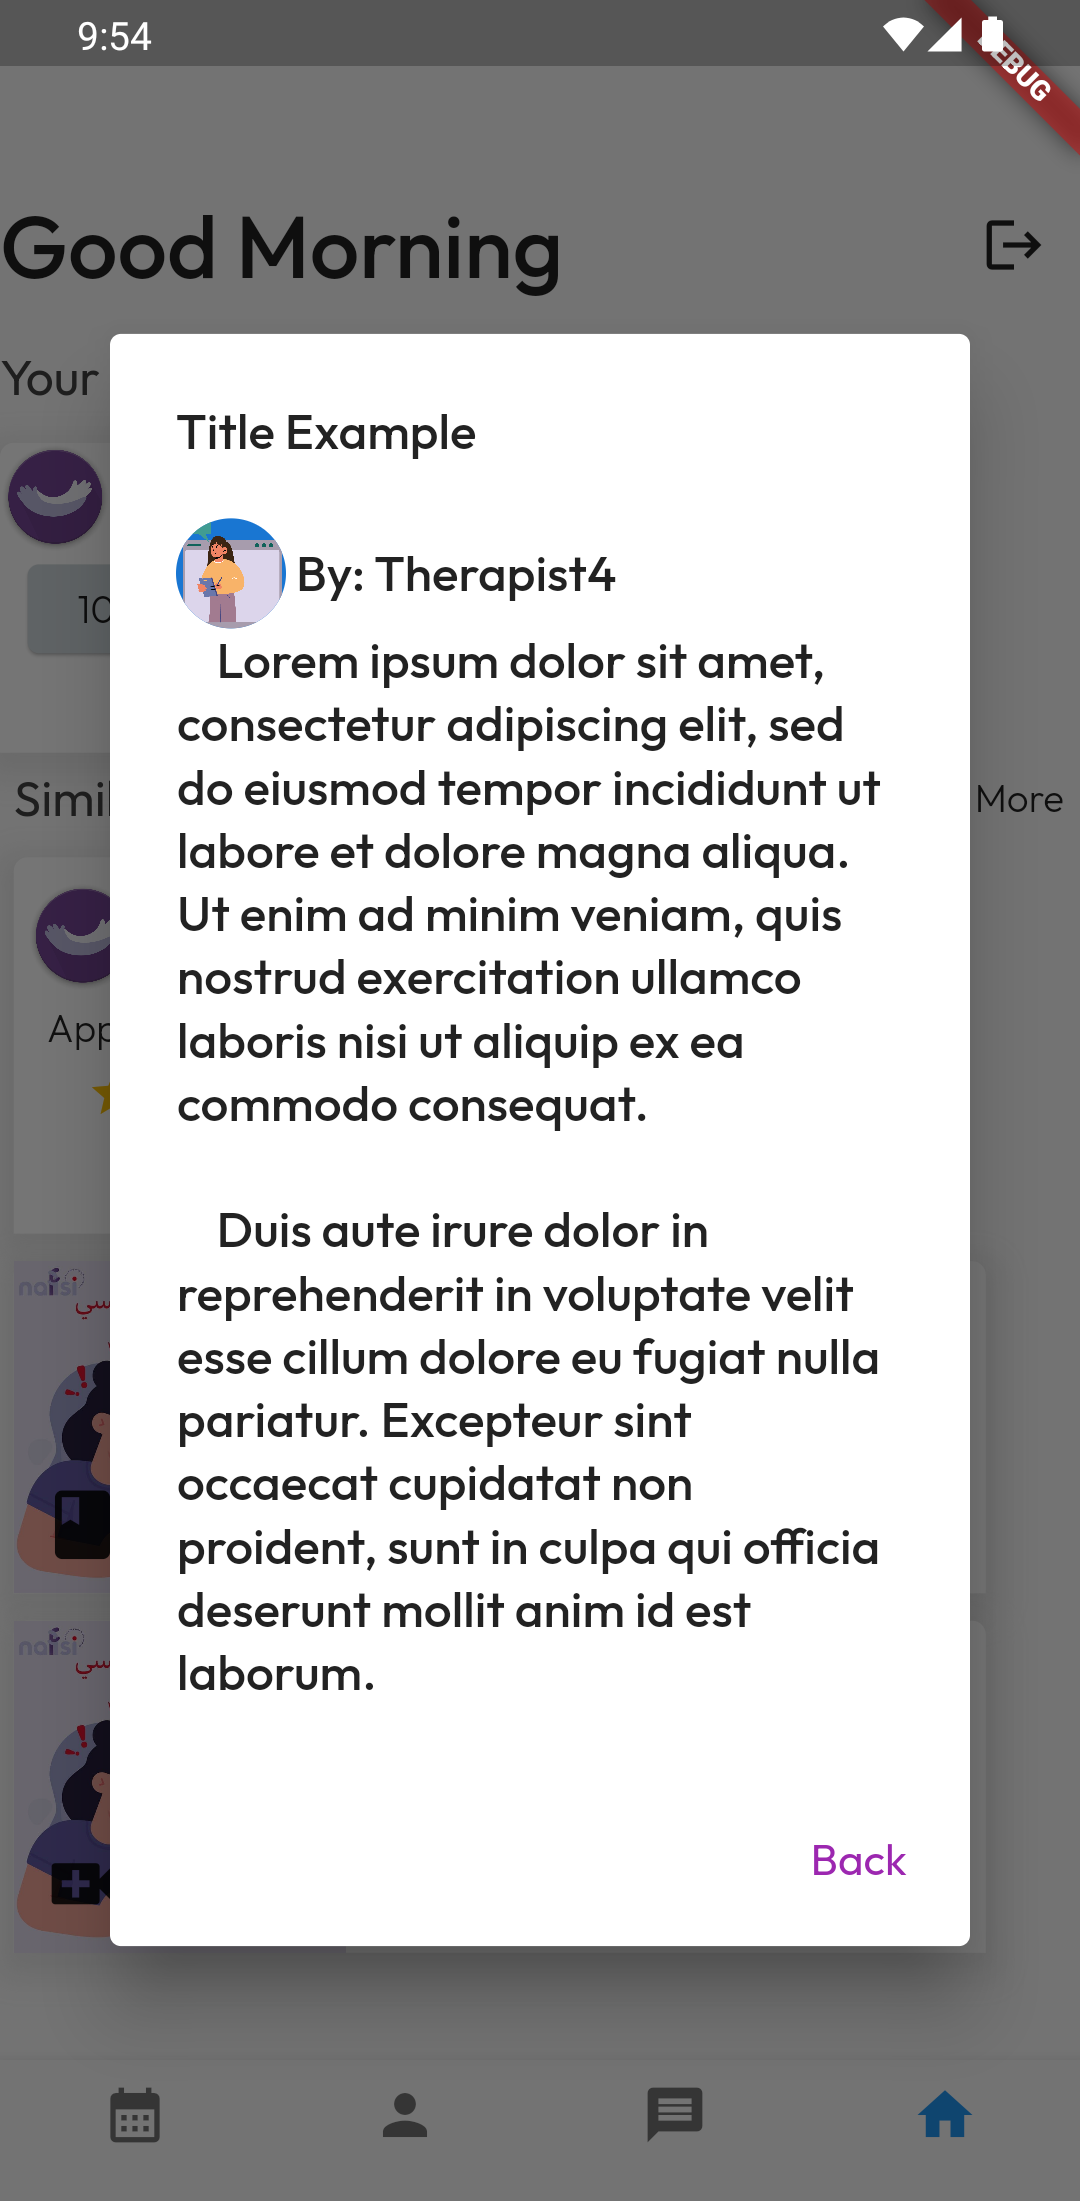 9:54
DEBUG
Good Morning
Your
Title Example
By: Therapist4
10
Lorem ipsum dolor sit amet,
consectetur adipiscing elit, sed
do eiusmod tempor incididunt ut
labore et dolore magna aliqua.
Ut enim ad minim veniam, quis
nostrud exercitation ullamco
laboris nisi ut aliquip ex ea
commodo consequat.
Simil
More
App
Duis aute irure dolor in
reprehenderit in voluptate velit
esse cillum dolore eu fugiat nulla
pariatur. Excepteur sint
occaecat cupidatat non
proident, sunt in culpa qui officia
deserunt mollit anim id est
laborum.
nafsi
nafsi
Back